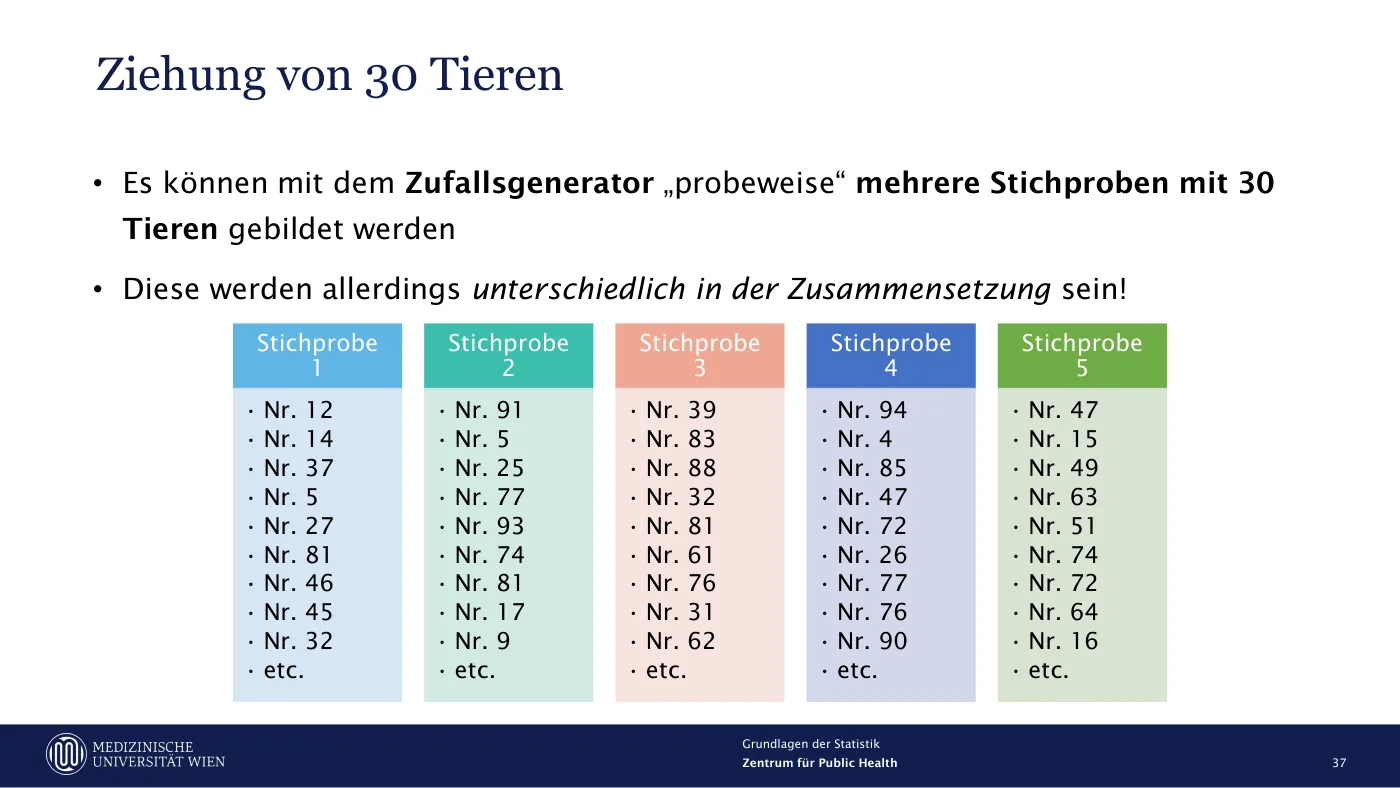 Ziehung von 30 Tieren
• Es können mit dem Zufallsgenerator „probeweise“ mehrere Stichproben mit 30
Tieren gebildet werden
• Diese werden allerdings unterschiedlich in der Zusammensetzung sein!
Stichprobe
1
· Nr. 12
· Nr. 14
· Nr. 37
· Nr. 5
· Nr. 27
· Nr. 81
· Nr. 46
· Nr. 45
· Nr. 32
· etc.
Stichprobe
2
· Nr. 91
· Nr. 5
· Nr. 25
· Nr. 77
· Nr. 93
· Nr. 74
· Nr. 81
· Nr. 17
· Nr. 9
· etc.
Stichprobe
3
· Nr. 39
· Nr. 83
· Nr. 88
· Nr. 32
· Nr. 81
· Nr. 61
· Nr. 76
· Nr. 31
· Nr. 62
· etc.
Stichprobe
4
· Nr. 94
· Nr. 4
· Nr. 85
· Nr. 47
· Nr. 72
· Nr. 26
· Nr. 77
· Nr. 76
· Nr. 90
· etc.
Stichprobe
5
· Nr. 47
· Nr. 15
· Nr. 49
· Nr. 63
· Nr. 51
· Nr. 74
· Nr. 72
· Nr. 64
· Nr. 16
· etc.
MEDIZINISCHE
UNIVERSITÄT WIEN
Grundlagen der Statistik
Zentrum für Public Health
37